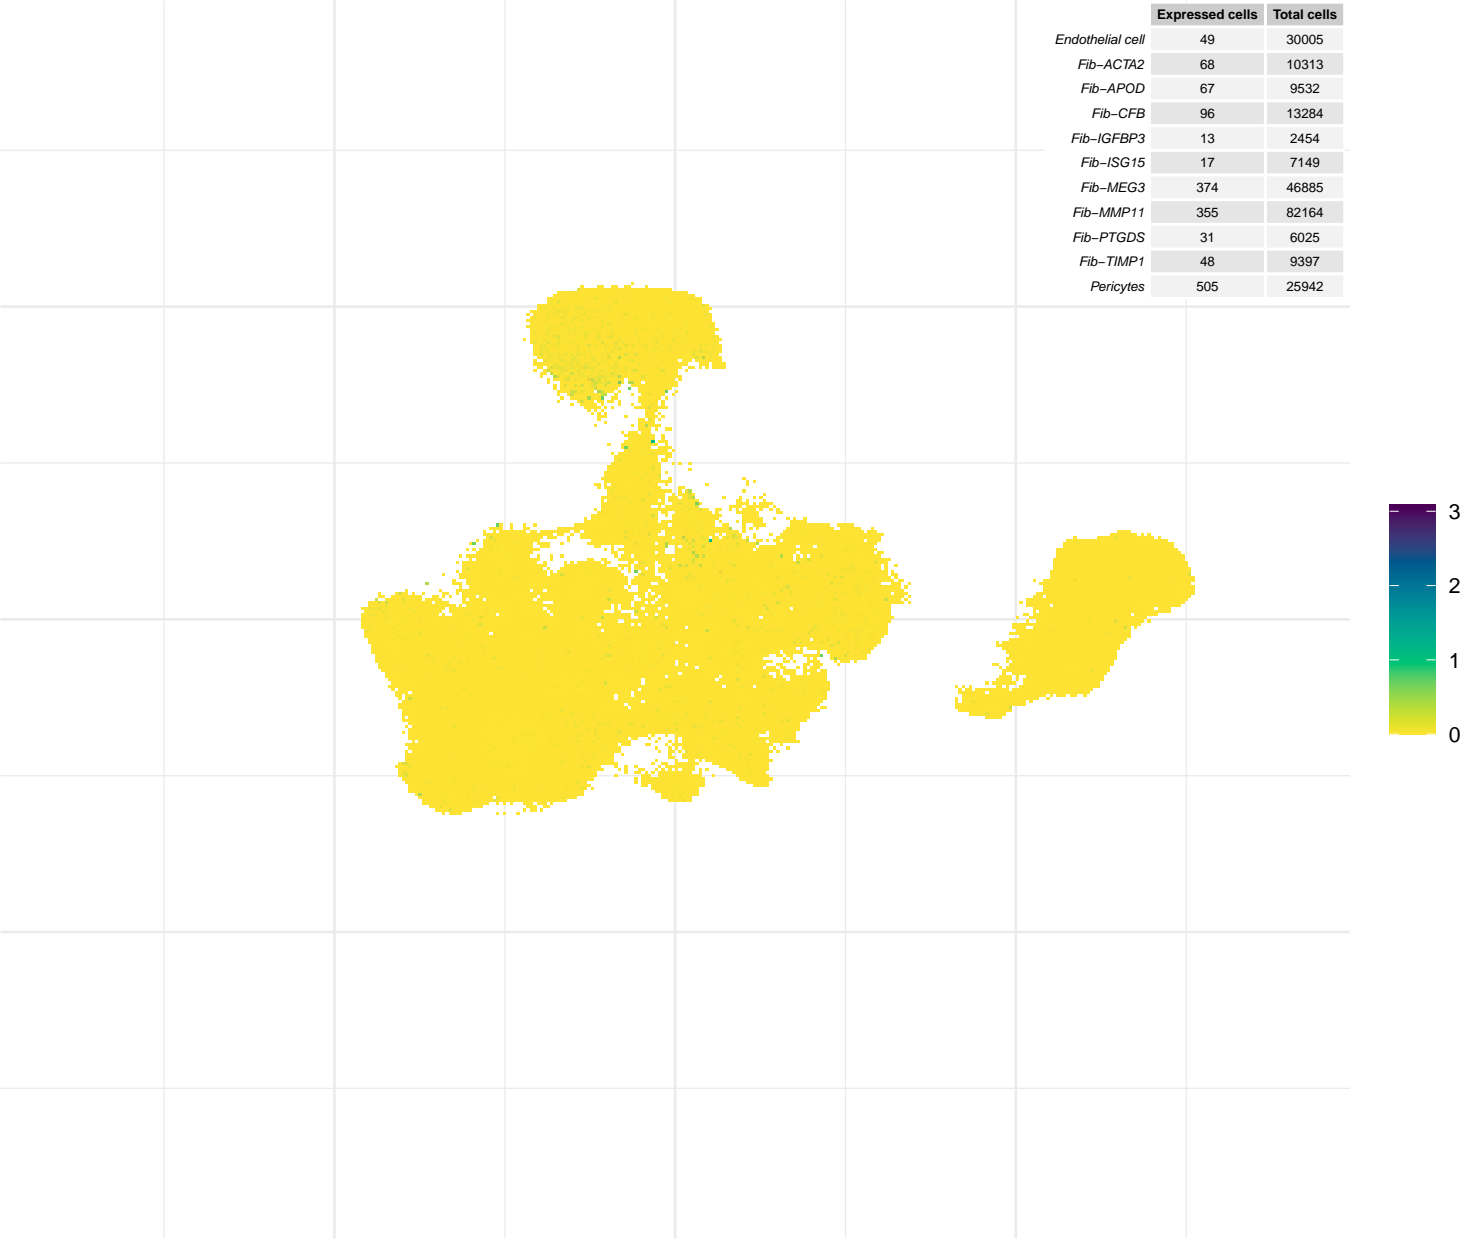 Expressed cells Total cells
Endothelial cell 49 30005
Fib−ACTA2 68 10313
Fib−APOD 67 9532
Fib−CFB 96 13284
Fib−IGFBP3 13 2454
Fib−ISG15 17 7149
Fib−MEG3 374 46885
Fib−MMP11 355 82164
Fib−PTGDS 31 6025
Fib−TIMP1 48 9397
Pericytes 505 25942
3
2
1
0